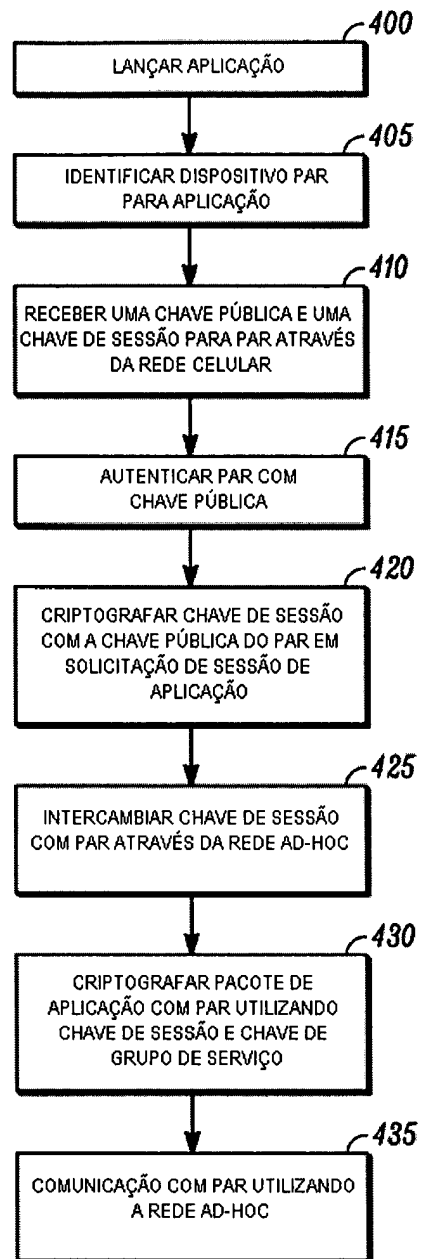 400
LANÇAR APLICAÇÃO
405
IDENTIFICAR DISPOSITIVO PAR
PARA APLICAÇÃO
410
RECEBER UMA CHAVE PÚBLICA E UMA
CHAVE DE SESSÃO PARA PAR ATRAVÉS
DA REDE CELULAR
415
AUTENTICAR PAR COM
CHAVE PÚBLICA
420
CRIPTOGRAFAR CHAVE DE SESSÃO
COM A CHAVE PÚBLICA DO PAR EM
SOLICITAÇÃO DE SESSÃO DE
APLICAÇÃO
425
INTERCAMBIAR CHAVE DE SESSÃO
COM PAR ATRAVÉS DA REDE AD-HOC
430
CRIPTOGRAFAR PACOTE DE
APLICAÇÃO COM PAR UTILIZANDO
CHAVE DE SESSÃO E CHAVE DE
GRUPO DE SERVIÇO
435
COMUNICAÇÃO COM PAR UTILIZANDO
A REDE AD-HOC